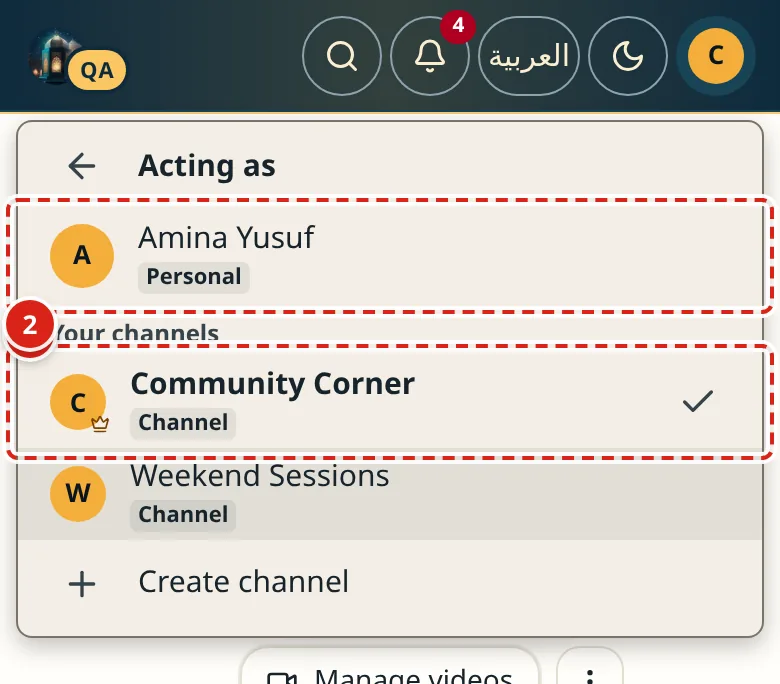 QA
4
العربية
C
Acting as
A
Amina Yusuf
Personal
2
Your channels
C
Community Corner
Channel
W
Weekend Sessions
Channel
Create channel
Manage videos